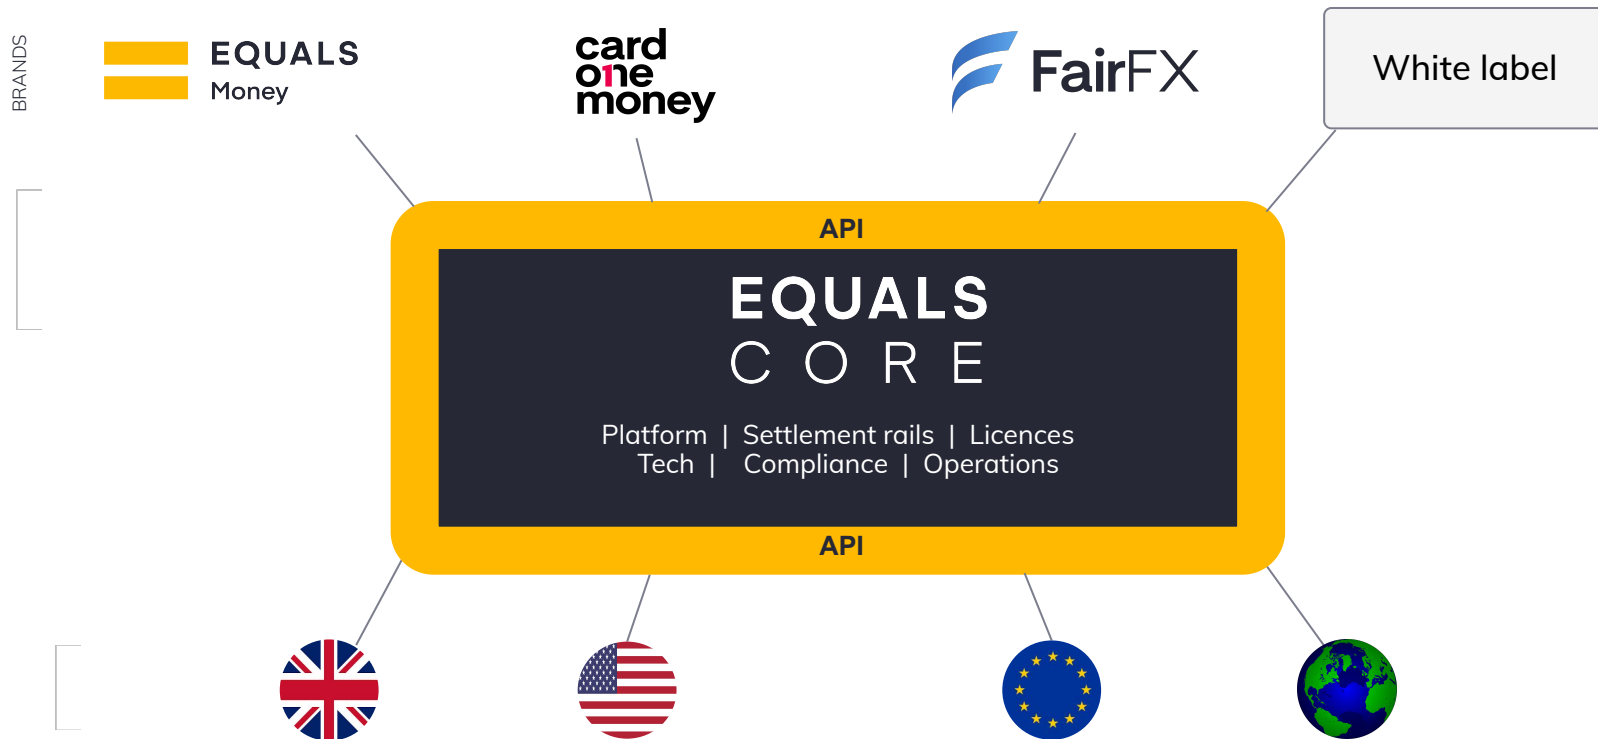 BRANDS
EQUALS
Money
card
one
money
FairFX
White label
API
EQUALS
CORE
Platform | Settlement rails | Licences
Tech | Compliance | Operations
API